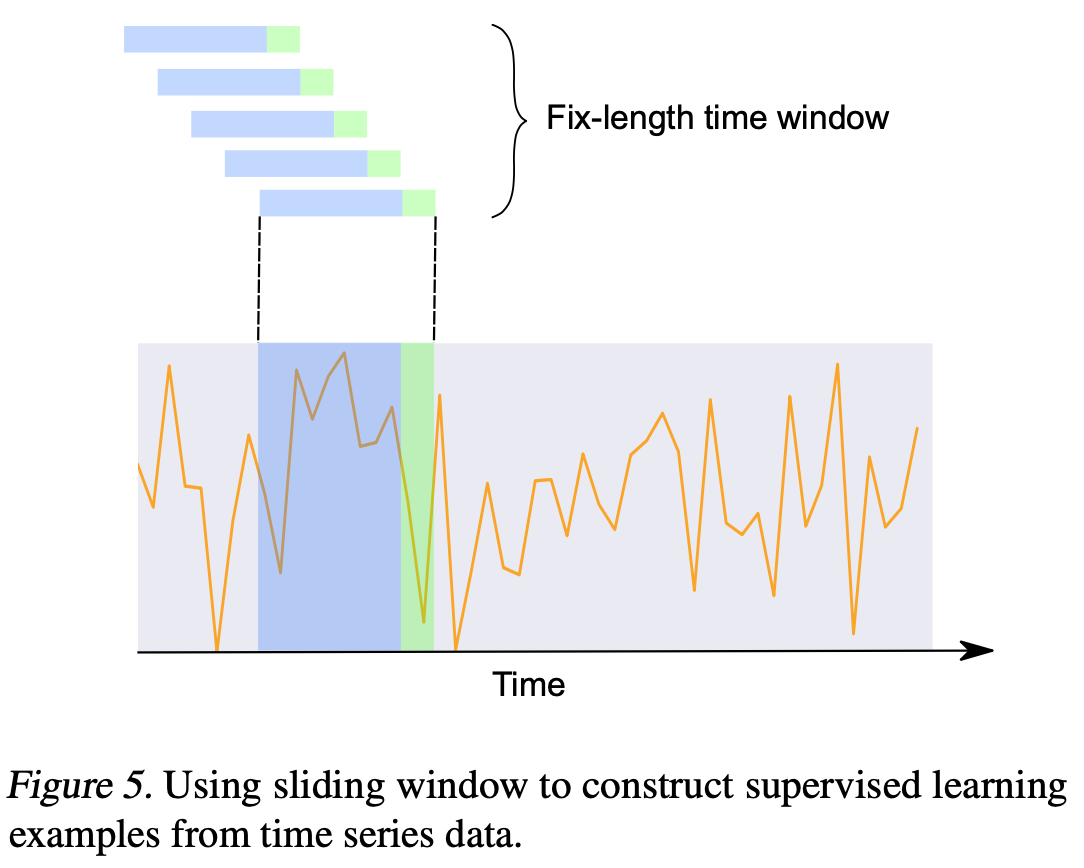 Fix-length time window
Time
Figure 5. Using sliding window to construct supervised learning
examples from time series data.